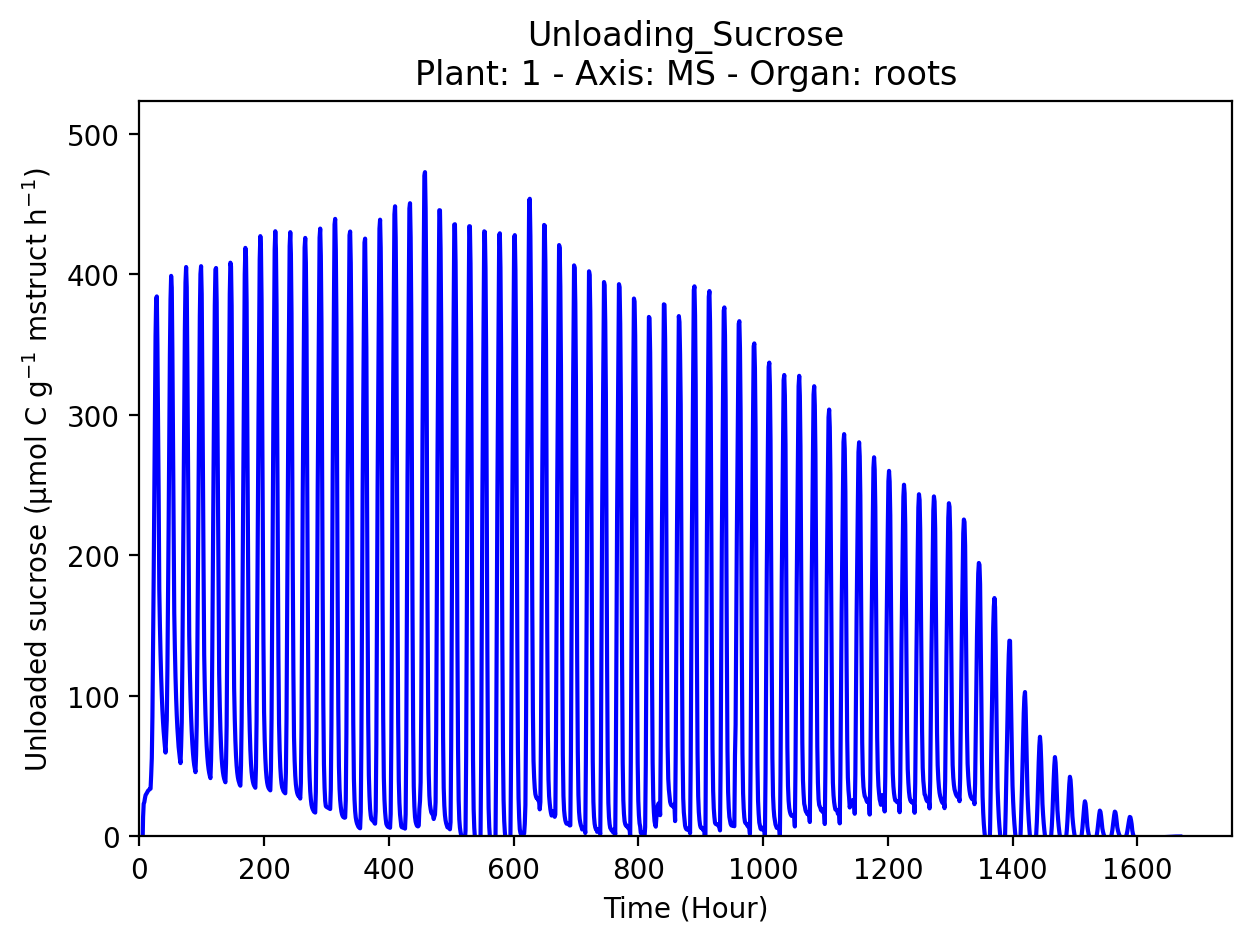 Unloading_Sucrose
Plant: 1 - Axis: MS - Organ: roots
500
400
300
200
100
0
Unloaded sucrose (µmol C g⁻¹ mstruct h⁻¹)
0 200 400 600 800 1000 1200 1400 1600
Time (Hour)